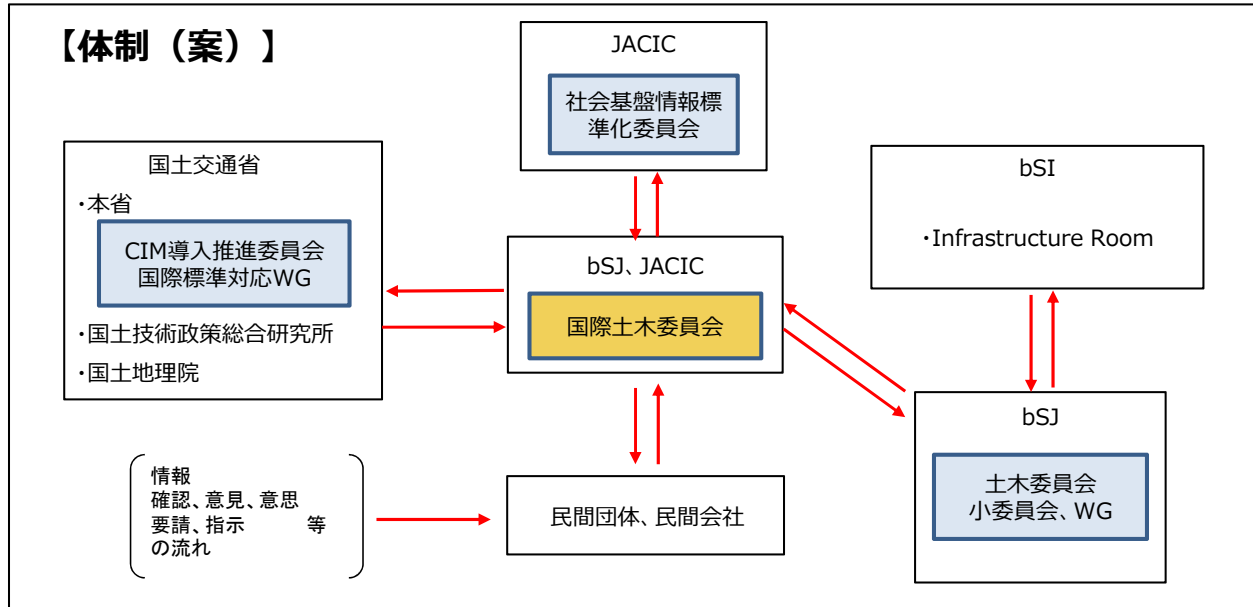 【体制（案）】
JACIC
社会基盤情報標
準化委員会
国土交通省
・本省
CIM導入推進委員会
国際標準対応WG
・国土技術政策総合研究所
・国土地理院
bSJ、JACIC
国際土木委員会
bSI
・Infrastructure Room
bSJ
土木委員会
小委員会、WG
情報
確認、意見、意思
要請、指示　　　等
の流れ
民間団体、民間会社